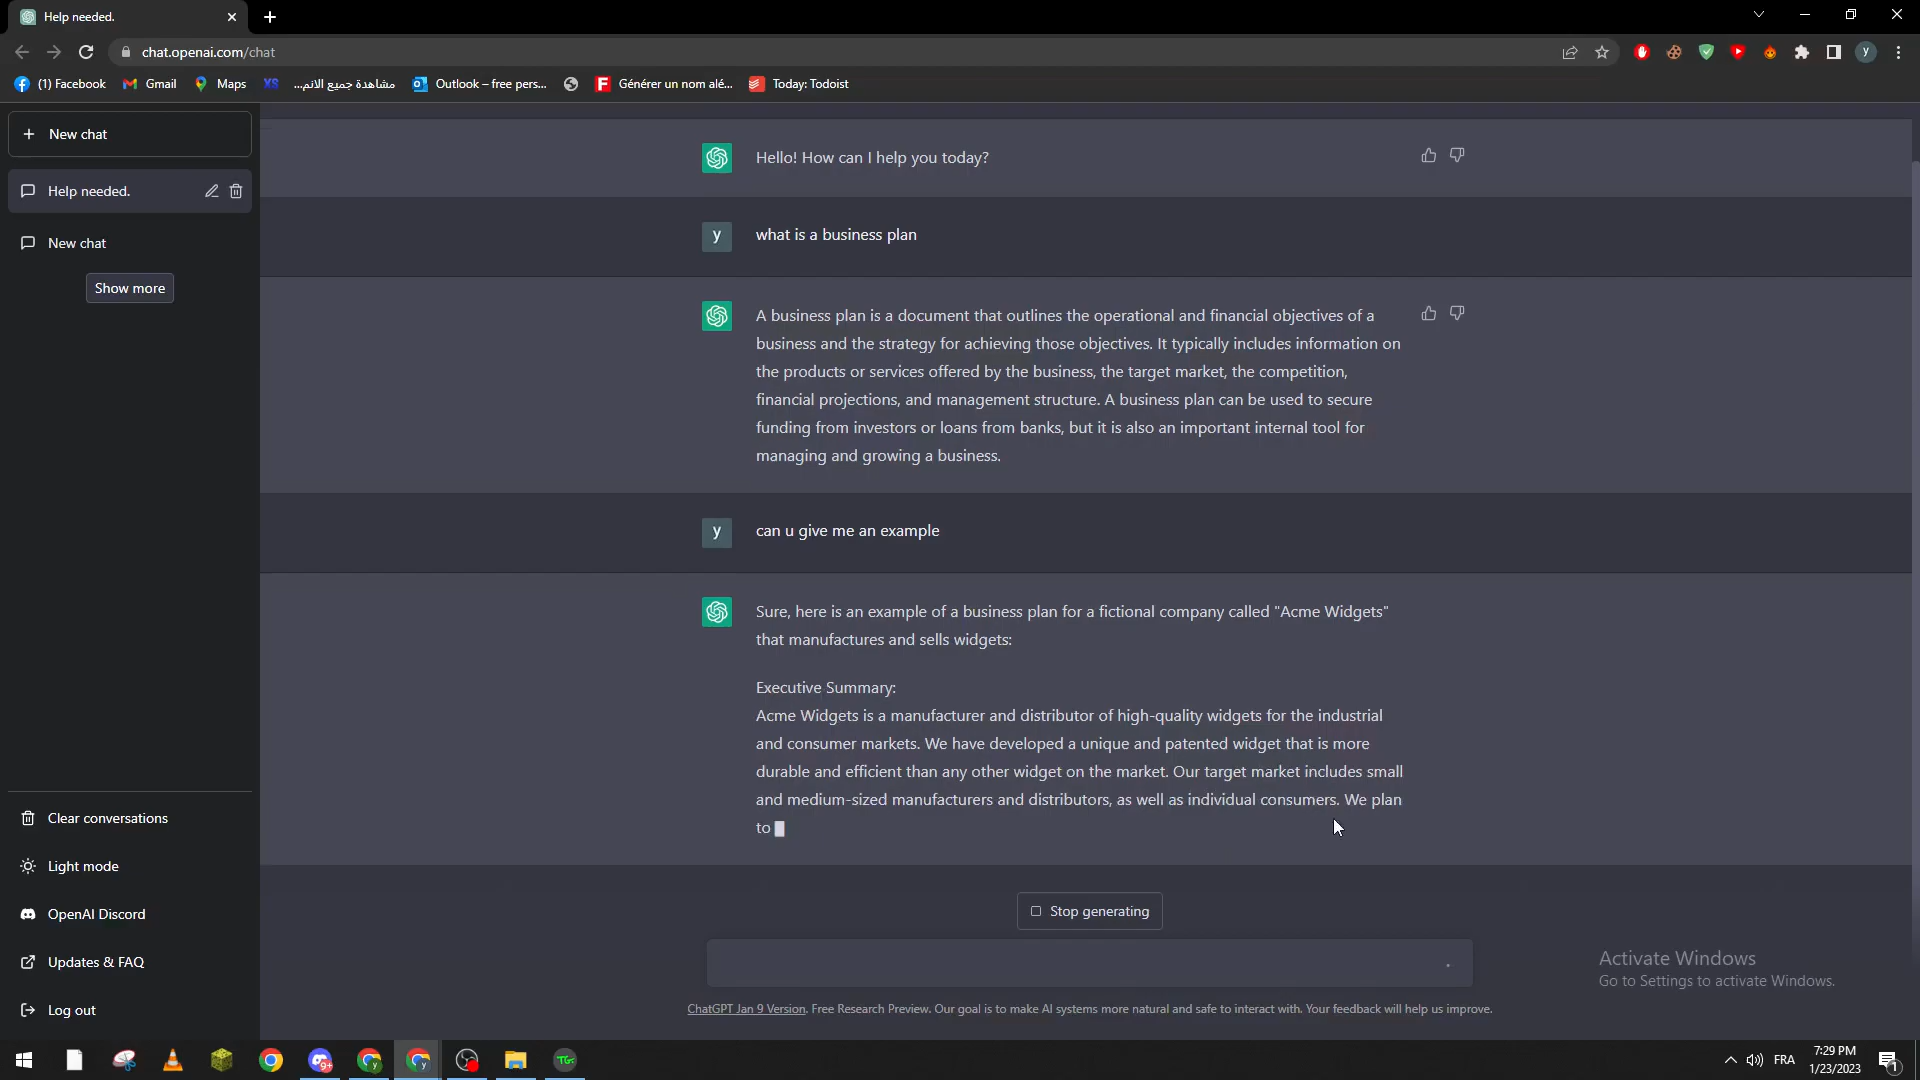 Help needed.
chat.openai.com/chat
(1) Facebook
Gmail
Maps
XS
مشاهدة جميع الانم...
Outlook – free pers...
Générer un nom alé...
Today: Todoist
y
New chat
Help needed.
New chat
Show more
Clear conversations
Light mode
OpenAI Discord
Updates & FAQ
Log out
Hello! How can I help you today?
y
what is a business plan
A business plan is a document that outlines the operational and financial objectives of a
business and the strategy for achieving those objectives. It typically includes information on
the products or services offered by the business, the target market, the competition,
financial projections, and management structure. A business plan can be used to secure
funding from investors or loans from banks, but it is also an important internal tool for
managing and growing a business.
y
can u give me an example
Sure, here is an example of a business plan for a fictional company called "Acme Widgets"
that manufactures and sells widgets:
Executive Summary:
Acme Widgets is a manufacturer and distributor of high-quality widgets for the industrial
and consumer markets. We have developed a unique and patented widget that is more
durable and efficient than any other widget on the market. Our target market includes small
and medium-sized manufacturers and distributors, as well as individual consumers. We plan
to
Stop generating
ChatGPT Jan 9 Version. Free Research Preview. Our goal is to make AI systems more natural and safe to interact with. Your feedback will help us improve.
Activate Windows
Go to Settings to activate Windows.
9+
TG
FRA
7:29 PM
1/23/2023
1